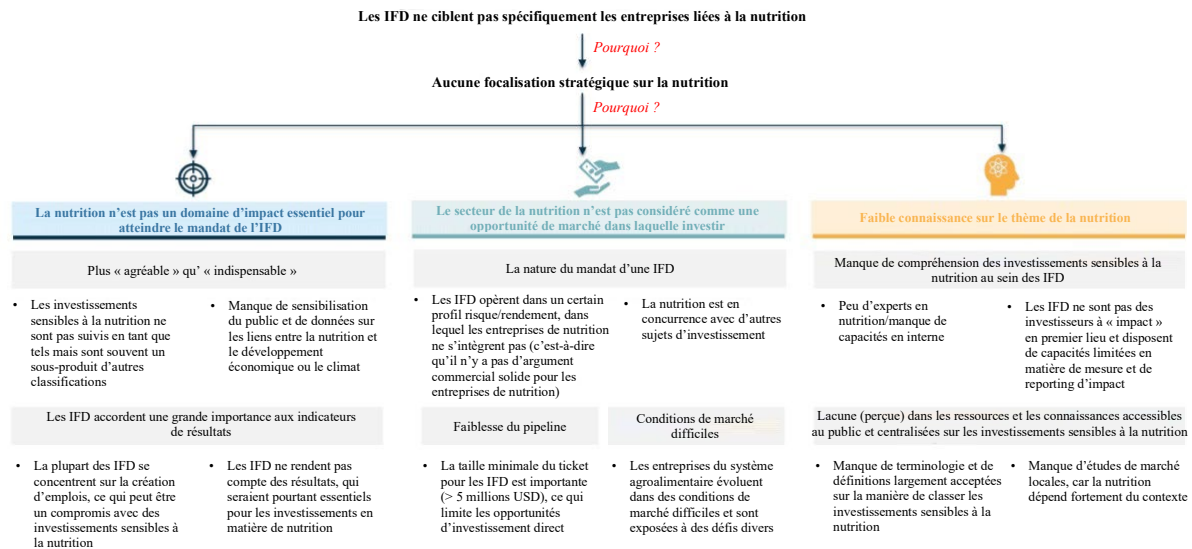 Les IFD ne ciblent pas spécifiquement les entreprises liées à la nutrition
Pourquoi ?
Aucune focalisation stratégique sur la nutrition
Pourquoi ?
La nutrition n'est pas un domaine d'impact essentiel pour
atteindre le mandat de l'IFD
Plus « agréable » qu' « indispensable »
• Les investissements
sensibles à la nutrition ne
sont pas suivis en tant que
tels mais sont souvent un
sous-produit d'autres
classifications
• Manque de sensibilisation
du public et de données sur
les liens entre la nutrition et
le développement
économique ou le climat
Les IFD accordent une grande importance aux indicateurs
de résultats
• La plupart des IFD se
concentrent sur la création
d'emplois, ce qui peut être
un compromis avec des
investissements sensibles à
la nutrition
• Les IFD ne rendent pas
compte des résultats, qui
seraient pourtant essentiels
pour les investissements en
matière de nutrition
Le secteur de la nutrition n'est pas considéré comme une
opportunité de marché dans laquelle investir
La nature du mandat d'une IFD
• Les IFD opèrent dans un certain
profil risque/rendement, dans
lequel les entreprises de nutrition
ne s'intègrent pas (c'est-à-dire
qu'il n'y a pas d'argument
commercial solide pour les
entreprises de nutrition)
• La nutrition est en
concurrence avec d'autres
sujets d'investissement
Faiblesse du pipeline
• La taille minimale du ticket
pour les IFD est importante
(> 5 millions USD), ce qui
limite les opportunités
d'investissement direct
Conditions de marché
difficiles
• Les entreprises du système
agroalimentaire évoluent
dans des conditions de
marché difficiles et sont
exposées à des défis divers
Faible connaissance sur le thème de la nutrition
Manque de compréhension des investissements sensibles à la
nutrition au sein des IFD
• Peu d'experts en
nutrition/manque de
capacités en interne
• Les IFD ne sont pas des
investisseurs à « impact »
en premier lieu et disposent
de capacités limitées en
matière de mesure et de
reporting d'impact
Lacune (perçue) dans les ressources et les connaissances accessibles
au public et centralisées sur les investissements sensibles à la nutrition
• Manque de terminologie et de
définitions largement acceptées
sur la manière de classer les
investissements sensibles à la
nutrition
• Manque d'études de marché
locales, car la nutrition
dépend fortement du contexte